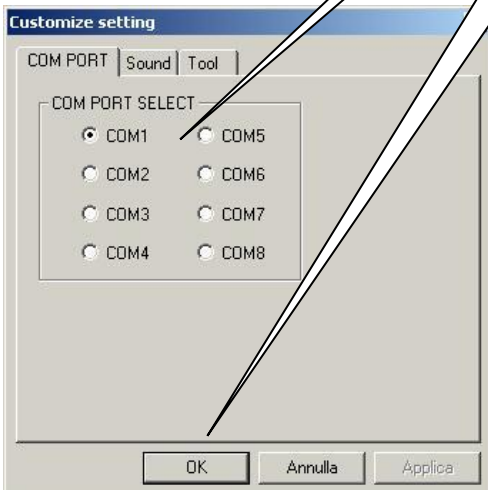 Customize setting
COM PORT Sound Tool
COM PORT SELECT
COM1 COM5
COM2 COM6
COM3 COM7
COM4 COM8
OK Annulla Applica